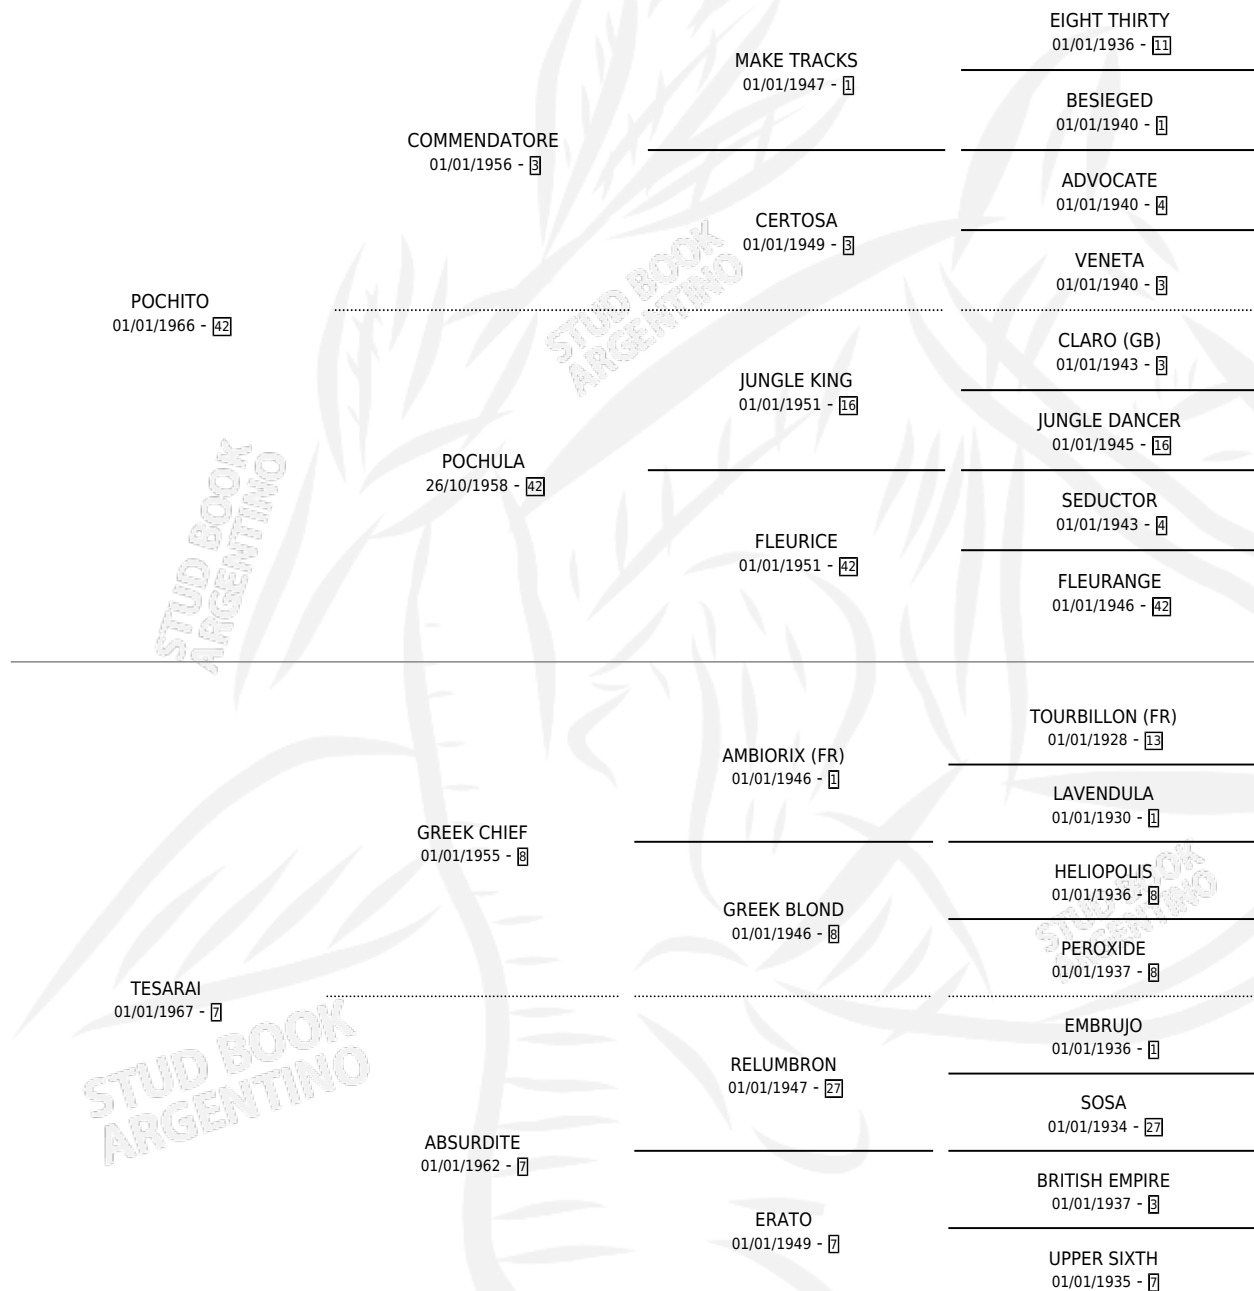 EIGHT THIRTY
01/01/1936 - 11
MAKE TRACKS
01/01/1947 - 1
BESIEGED
01/01/1940 - 1
COMMENDATORE
01/01/1956 - 3
ADVOCATE
01/01/1940 - 4
CERTOSA
01/01/1949 - 3
VENETA
01/01/1940 - 3
POCHITO
01/01/1966 - 42
CLARO (GB)
01/01/1943 - 3
JUNGLE KING
01/01/1951 - 16
JUNGLE DANCER
01/01/1945 - 16
POCHULA
26/10/1958 - 42
SEDUCTOR
01/01/1943 - 4
FLEURICE
01/01/1951 - 42
FLEURANGE
01/01/1946 - 42
TOURBILLON (FR)
01/01/1928 - 13
AMBIORIX (FR)
01/01/1946 - 1
LAVENDULA
01/01/1930 - 1
GREEK CHIEF
01/01/1955 - 8
HELIOPOLIS
01/01/1936 - 8
GREEK BLOND
01/01/1946 - 8
PEROXIDE
01/01/1937 - 8
TESARAI
01/01/1967 - 7
EMBRUJO
01/01/1936 - 1
RELUMBRON
01/01/1947 - 27
SOSA
01/01/1934 - 27
ABSURDITE
01/01/1962 - 7
BRITISH EMPIRE
01/01/1937 - 3
ERATO
01/01/1949 - 7
UPPER SIXTH
01/01/1935 - 7
STUD BOOK
ARGENTINO
STUD BOOK
ARGENTINO
STUD BOOK
ARGENTINO
STUD BOOK
ARGENTINO